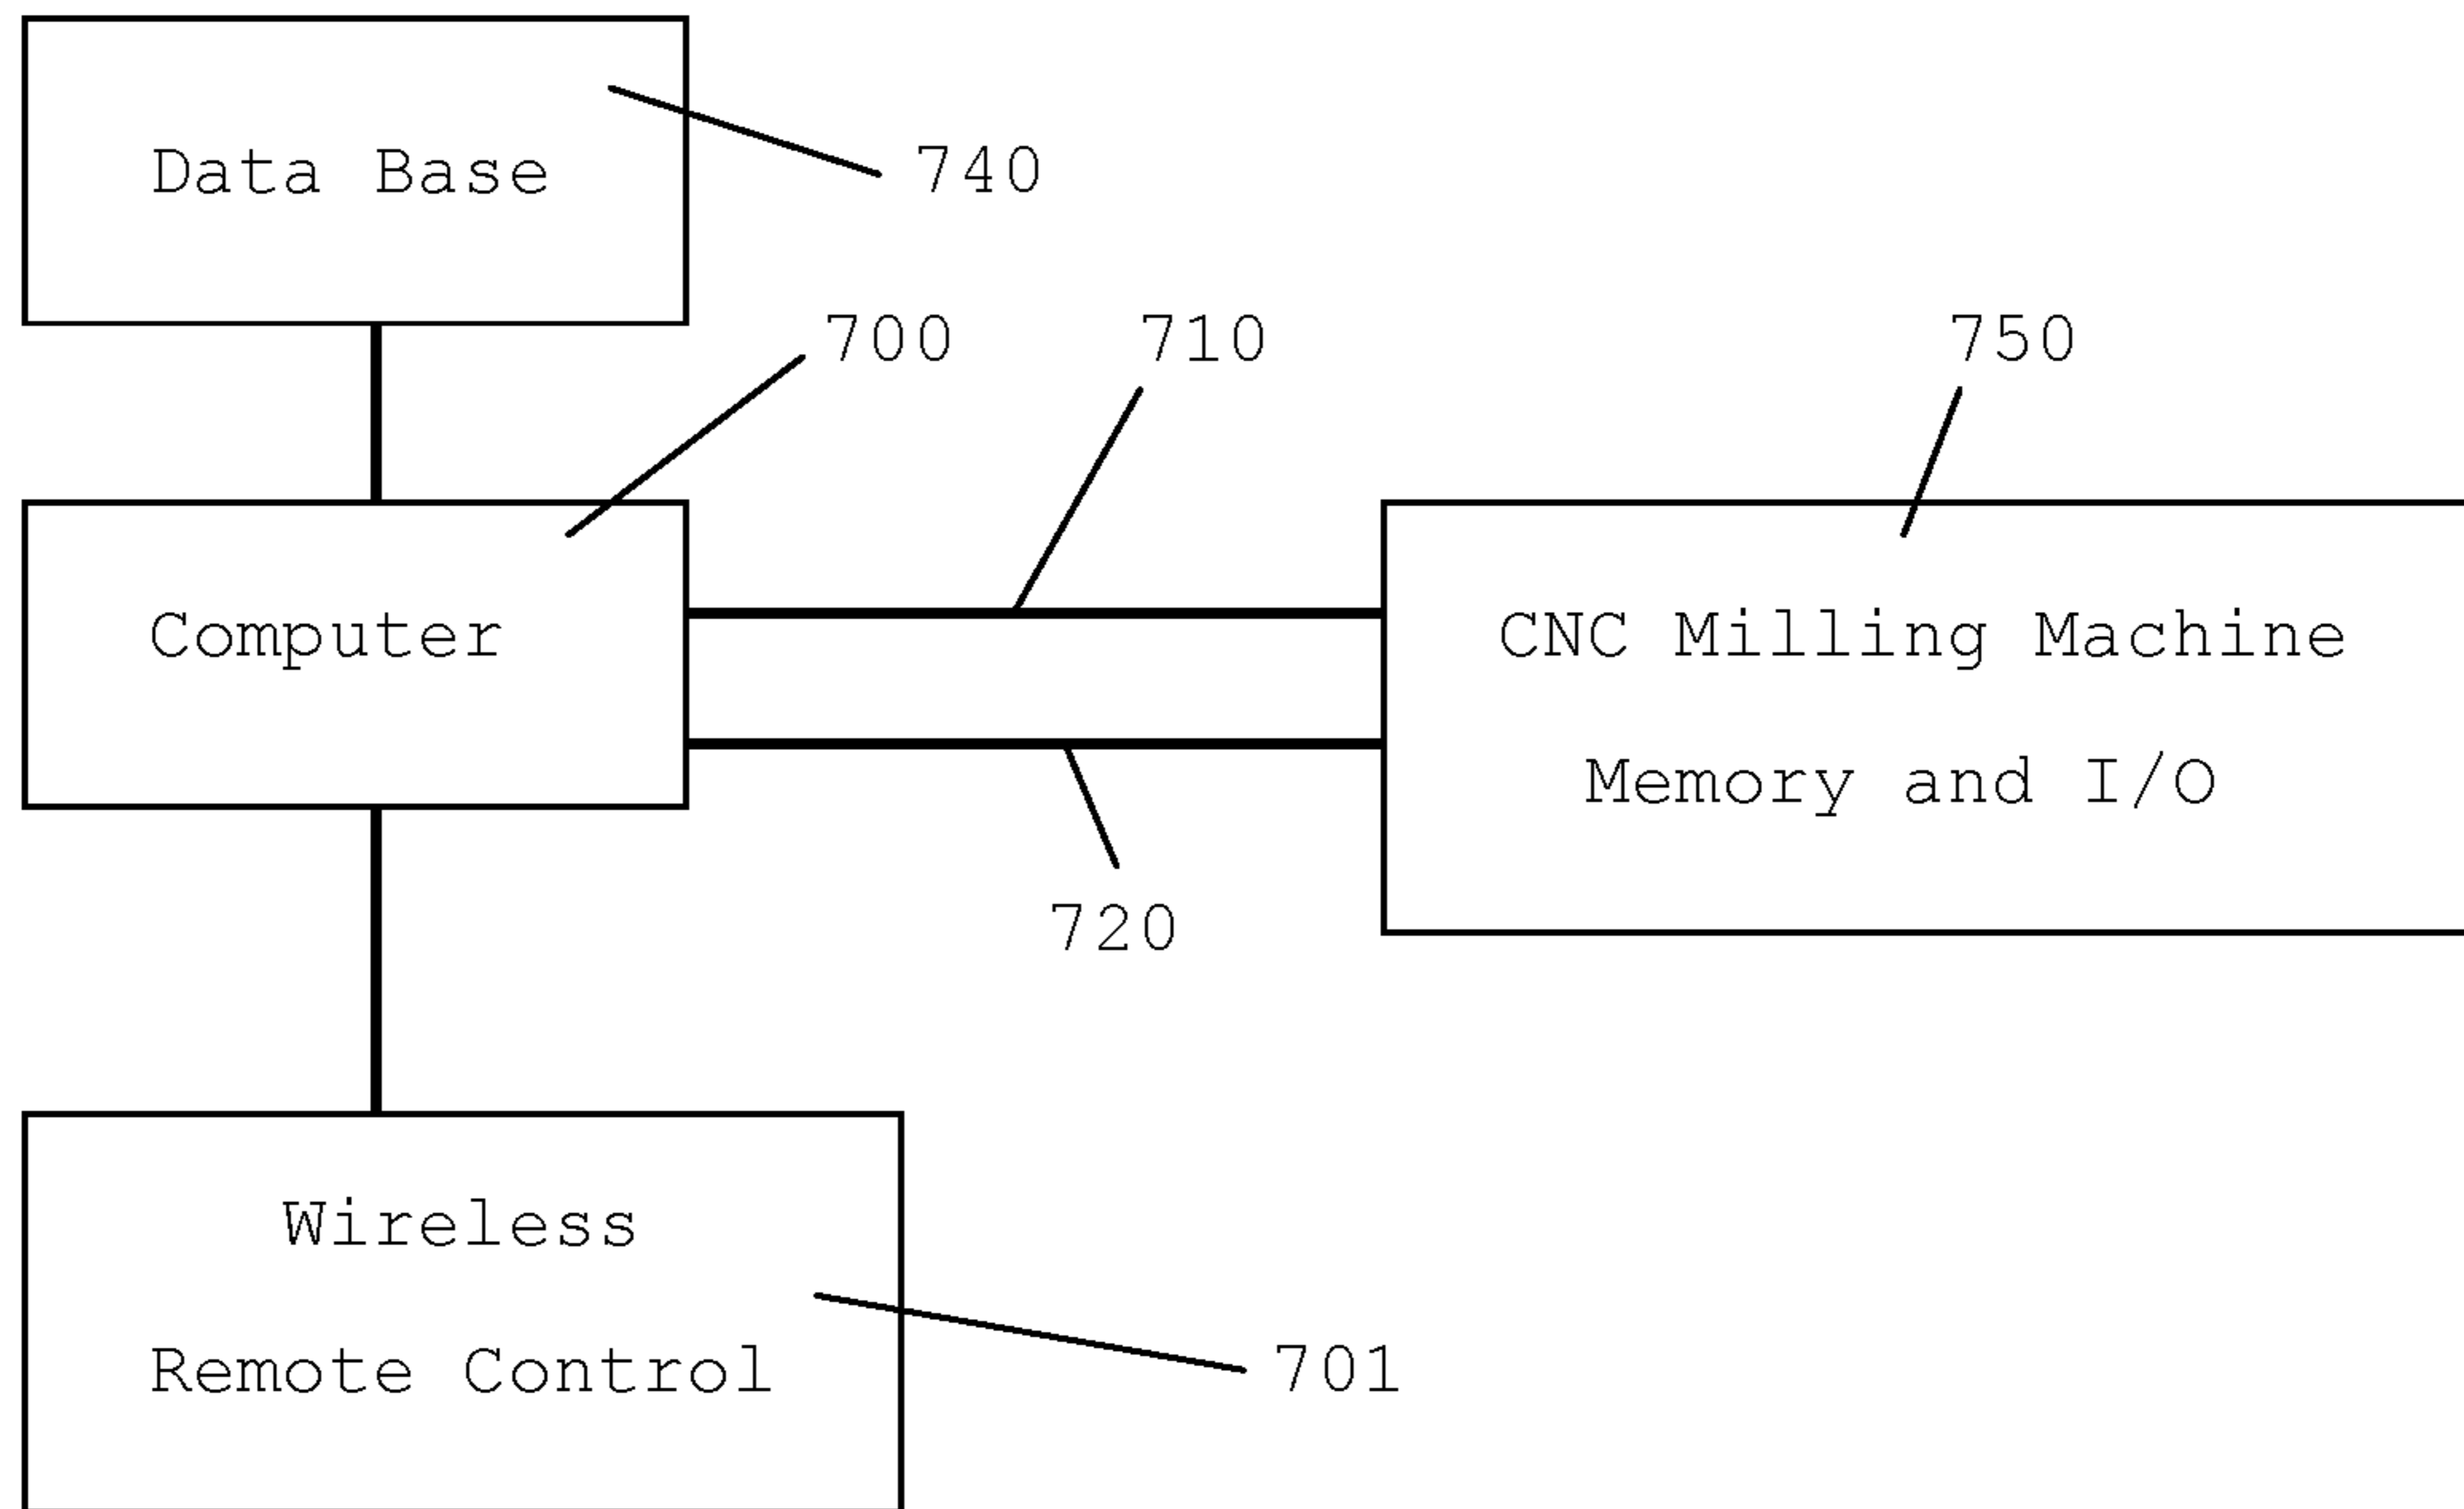 Data Base
740
700
710
750
Computer
CNC Milling Machine
Memory and I/O
720
Wireless
Remote Control
701